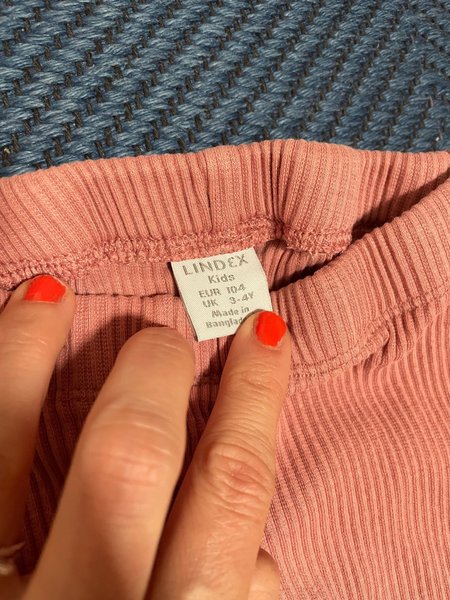 LINDEX
Kids
EUR 104
UK 3-4Y
Made in